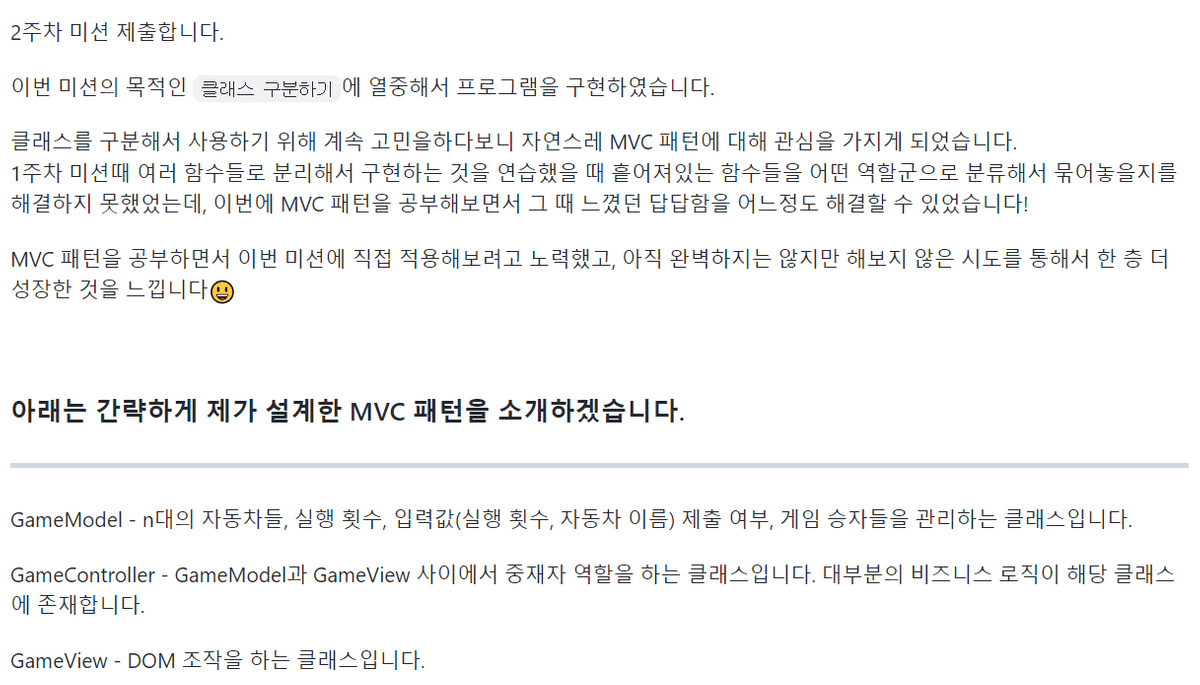 2주차 미션 제출합니다.
이번 미션의 목적인 클래스 구분하기에 열중해서 프로그램을 구현하였습니다.
클래스를 구분해서 사용하기 위해 계속 고민을하다보니 자연스레 MVC 패턴에 대해 관심을 가지게 되었습니다.
1주차 미션때 여러 함수들로 분리해서 구현하는 것을 연습했을 때 흩어져있는 함수들을 어떤 역할군으로 분류해서 묶어놓을지를
해결하지 못했었는데, 이번에 MVC 패턴을 공부해보면서 그 때 느꼈던 답답함을 어느정도 해결할 수 있었습니다!
MVC 패턴을 공부하면서 이번 미션에 직접 적용해보려고 노력했고, 아직 완벽하지는 않지만 해보지 않은 시도를 통해서 한 층 더
성장한 것을 느낍니다😃
아래는 간략하게 제가 설계한 MVC 패턴을 소개하겠습니다.
GameModel - n대의 자동차들, 실행 횟수, 입력값(실행 횟수, 자동차 이름) 제출 여부, 게임 승자들을 관리하는 클래스입니다.
GameController - GameModel과 GameView 사이에서 중재자 역할을 하는 클래스입니다. 대부분의 비즈니스 로직이 해당 클래스
에 존재합니다.
GameView - DOM 조작을 하는 클래스입니다.